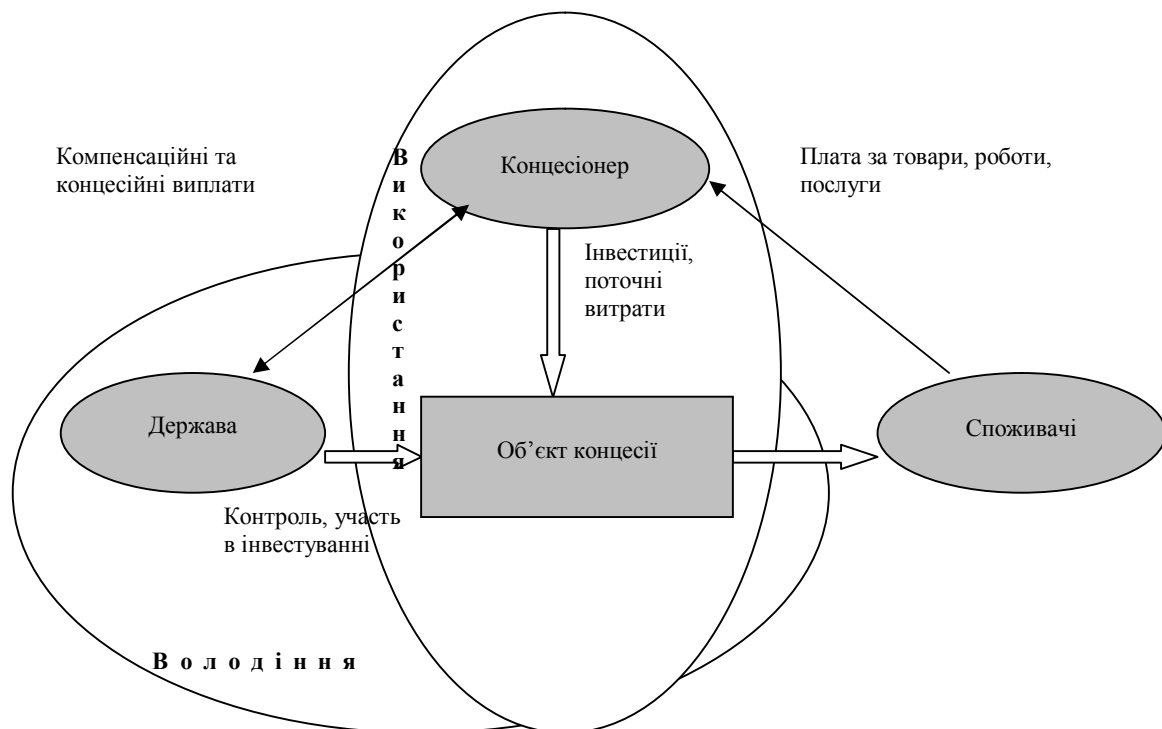 Компенсаційні та
концесійні виплати
Використання
Концесіонер
Плата за товари, роботи,
послуги
Інвестиції,
поточні
витрати
Держава
Об’єкт концесії
Споживачі
Контроль, участь
в інвестуванні
Володіння